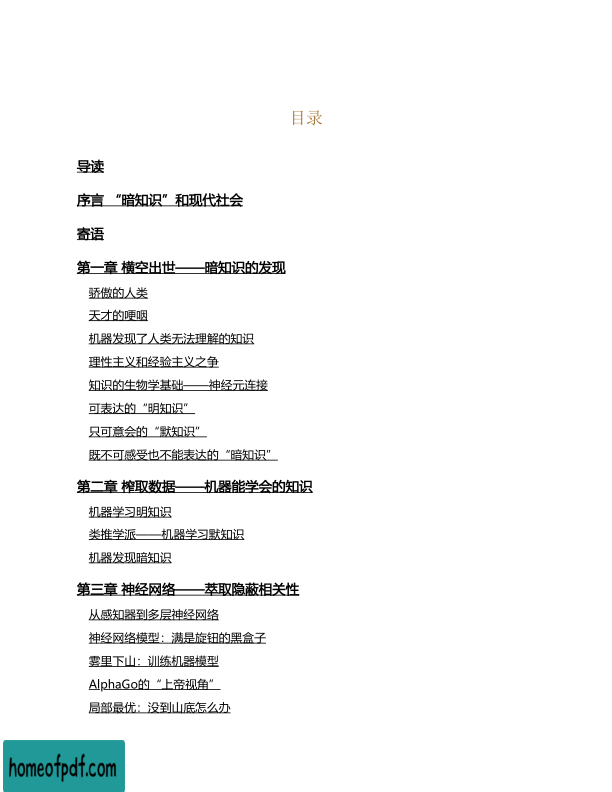 目录
导读
序言 “暗知识”和现代社会
寄语
第一章 横空出世——暗知识的发现
骄傲的人类
天才的哽咽
机器发现了人类无法理解的知识
理性主义和经验主义之争
知识的生物学基础——神经元连接
可表达的“明知识”
只可意会的“默知识”
既不可感受也不能表达的“暗知识”
第二章 榨取数据——机器能学会的知识
机器学习明知识
类推学派——机器学习默知识
机器发现暗知识
第三章 神经网络——萃取隐蔽相关性
从感知器到多层神经网络
神经网络模型：满是旋钮的黑盒子
雾里下山：训练机器模型
AlphaGo的“上帝视角”
局部最优：没到山底怎么办
homeofpdf.com